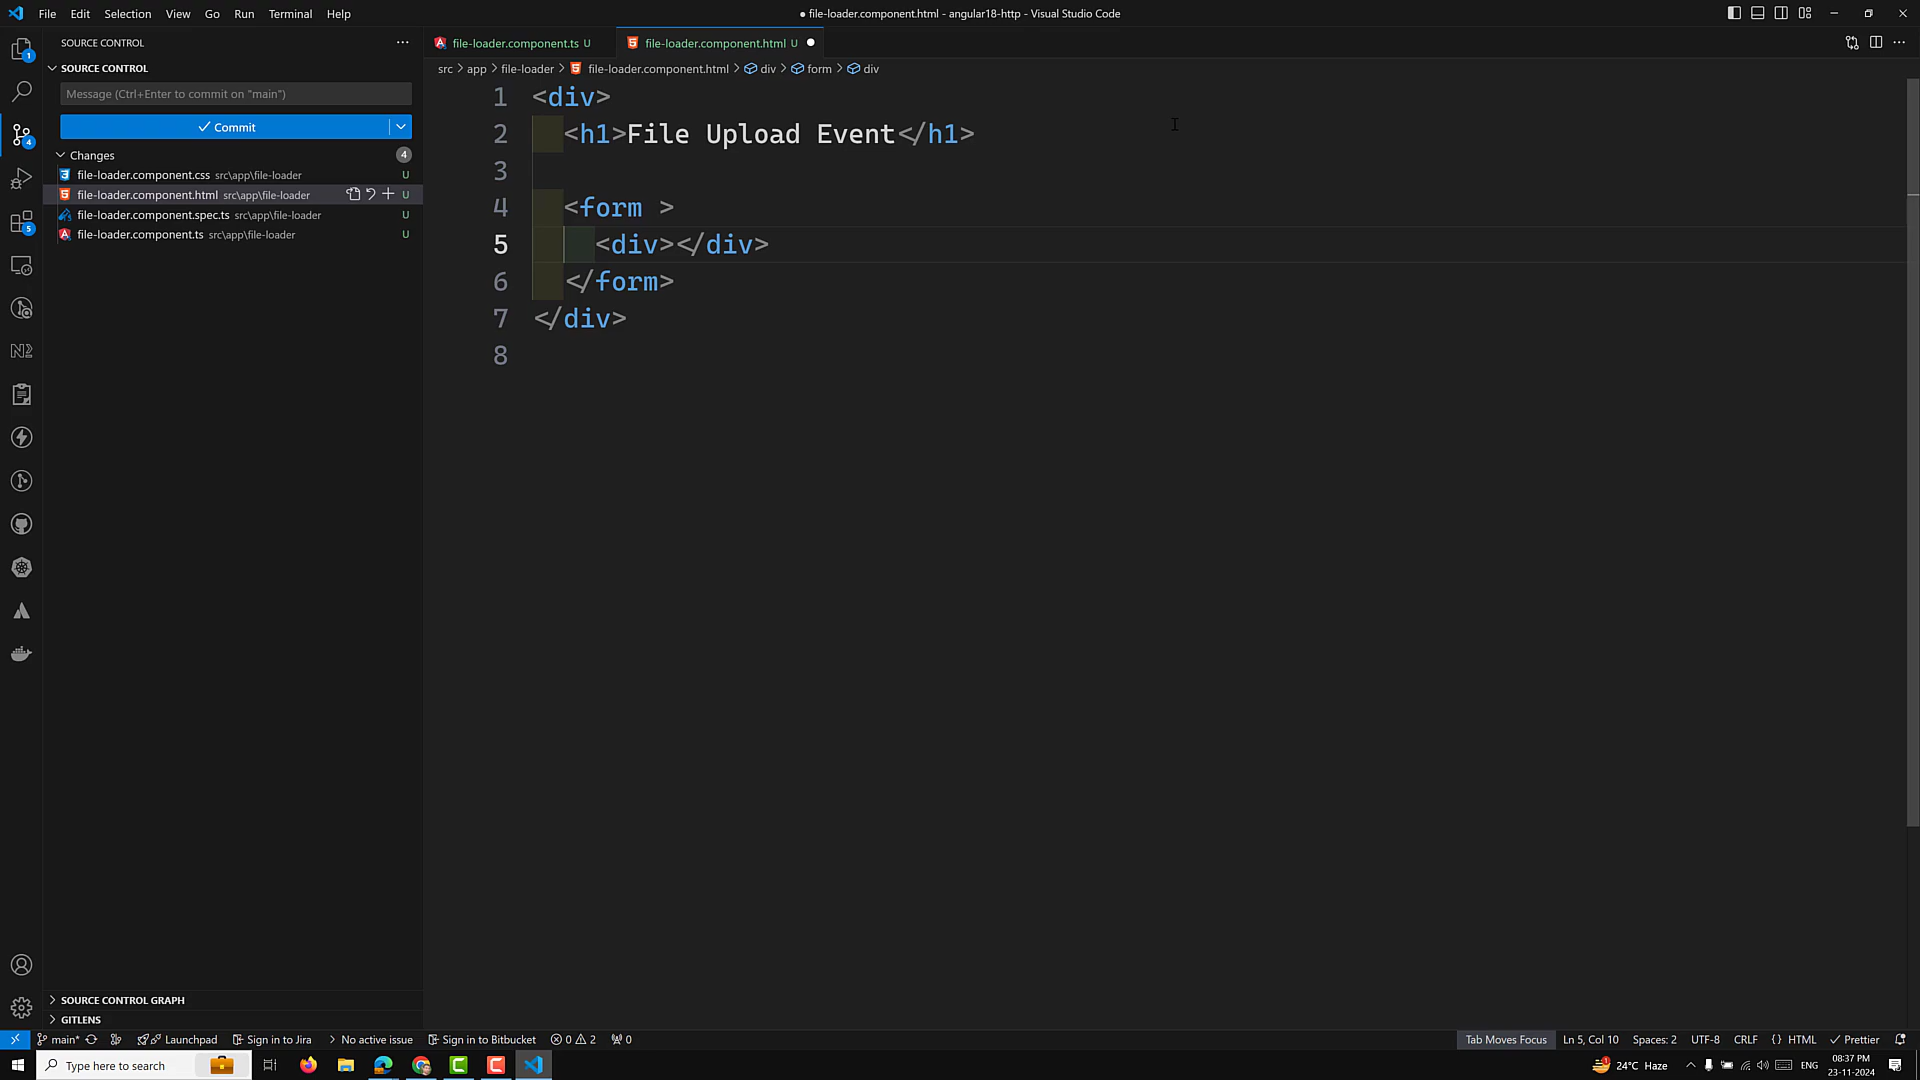 File Edit Selection View Go Run Terminal Help
● file-loader.component.html - angular18-http - Visual Studio Code
SOURCE CONTROL
SOURCE CONTROL
Message (Ctrl+Enter to commit on "main")
Commit
Changes 4
file-loader.component.css src\app\file-loader U
file-loader.component.html src\app\file-loader U
file-loader.component.spec.ts src\app\file-loader U
file-loader.component.ts src\app\file-loader U
SOURCE CONTROL GRAPH
GITLENS
1
4
5
file-loader.component.ts U
file-loader.component.html U
src > app > file-loader > file-loader.component.html > div > form > div
1 <div>
2 <h1>File Upload Event</h1>
3
4 <form >
5 <div></div>
6 </form>
7 </div>
8
main* Launchpad Sign in to Jira > No active issue Sign in to Bitbucket 0 2 0
Tab Moves Focus Ln 5, Col 10 Spaces: 2 UTF-8 CRLF {} HTML Prettier
Type here to search
24°C Haze ENG
08:37 PM
23-11-2024